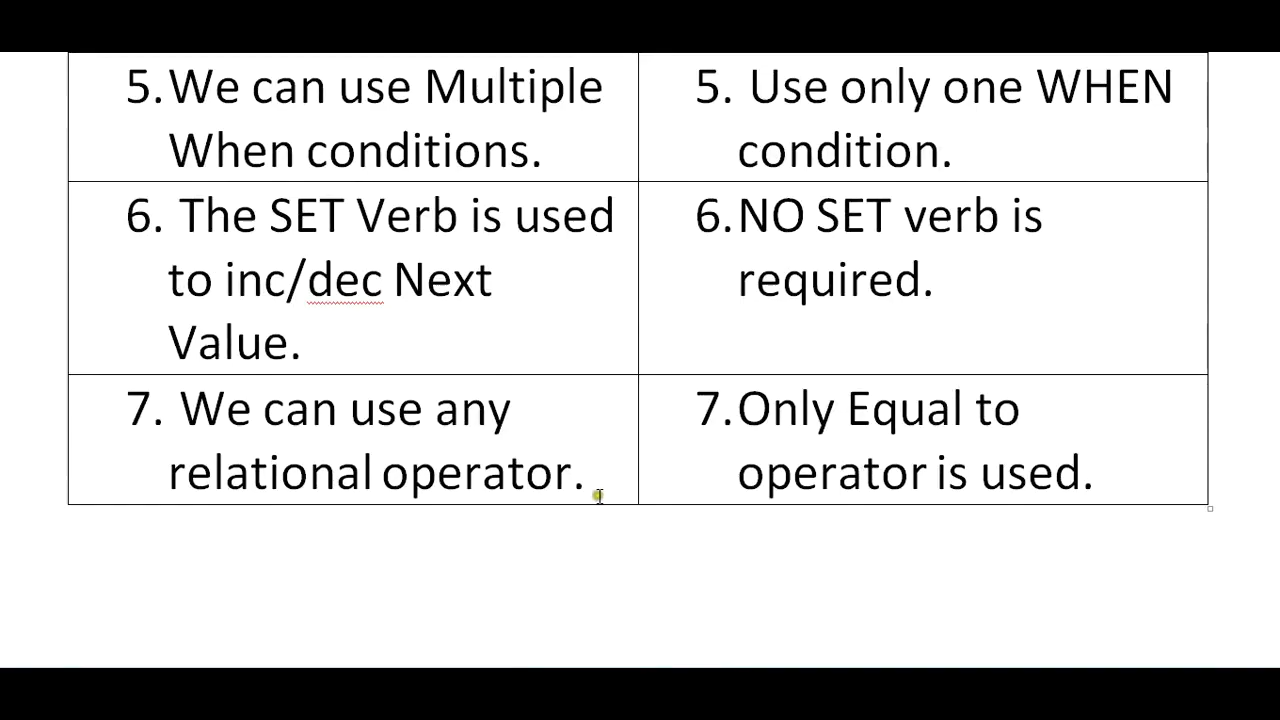 5. We can use Multiple
When conditions.
5. Use only one WHEN
condition.
6. The SET Verb is used
to inc/dec Next
Value.
6. NO SET verb is
required.
7. We can use any
relational operator.
7. Only Equal to
operator is used.